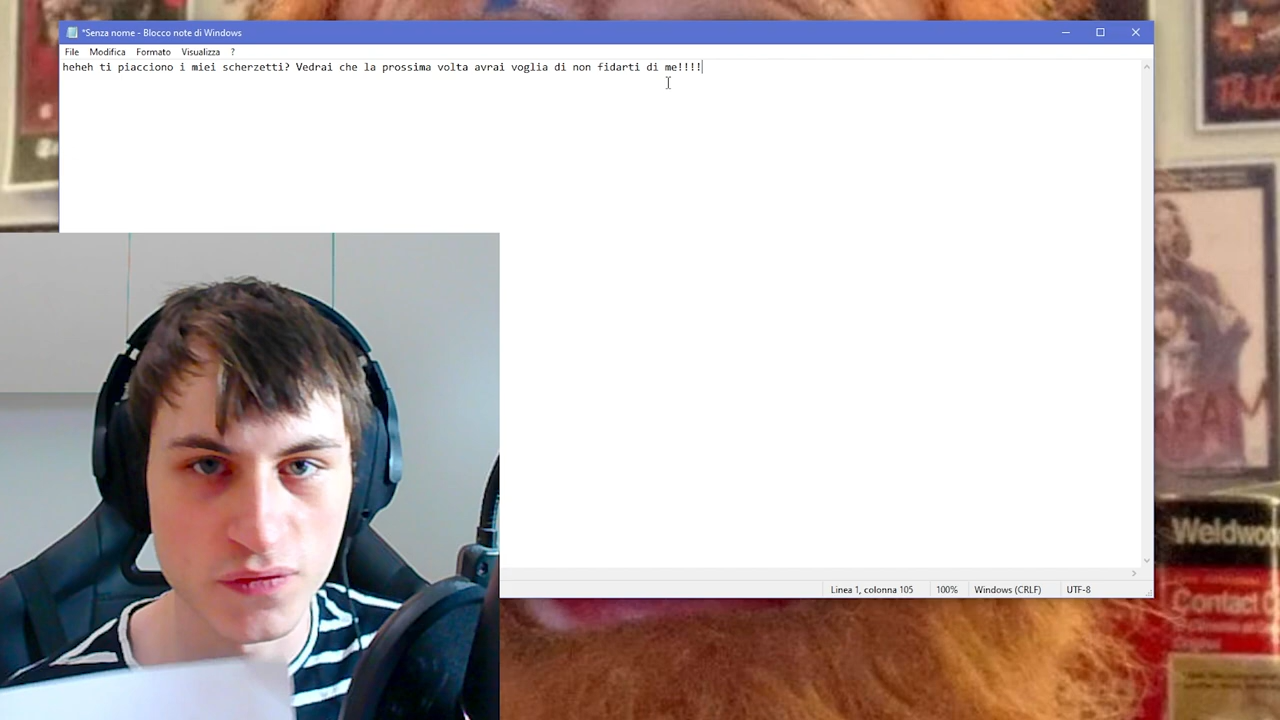 *Senza nome - Blocco note di Windows
File Modifica Formato Visualizza ?
heheh ti piacciono i miei scherzetti? Vedrai che la prossima volta avrai voglia di non fidarti di me!!!!
Linea 1, colonna 105 100% Windows (CRLF) UTF-8
Contact